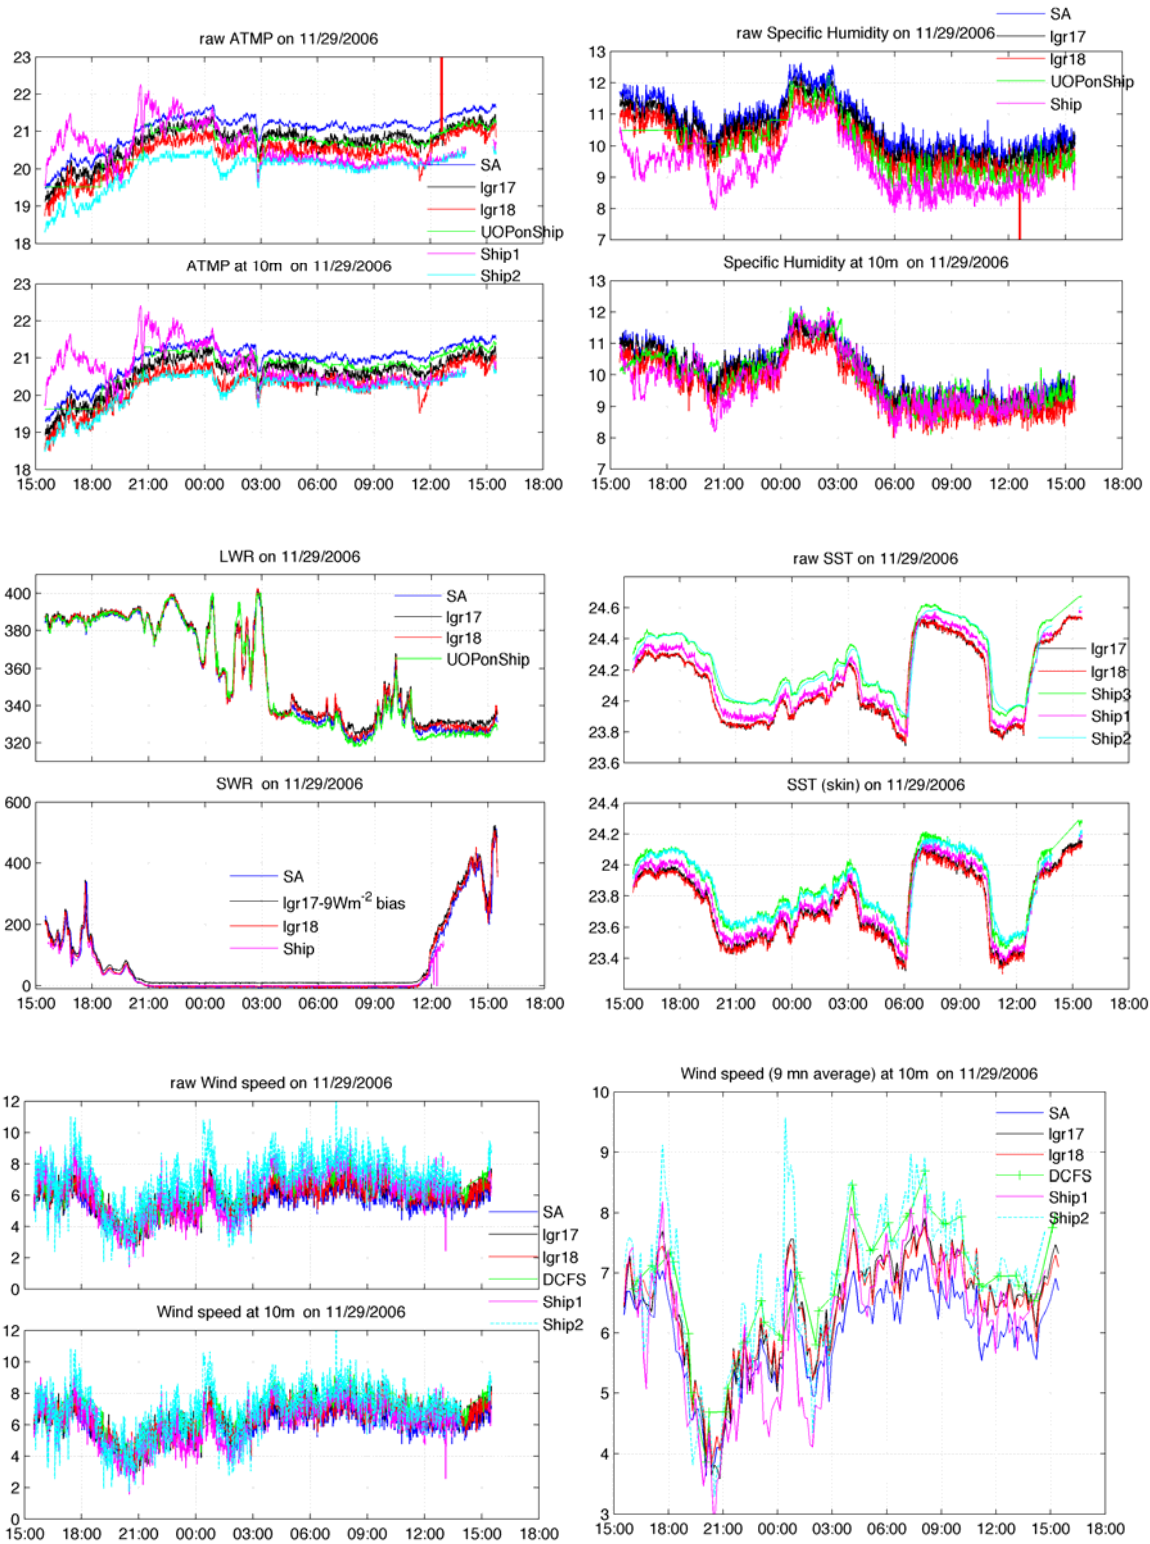 raw ATMP on 11/29/2006
23
22
21
20
19
18
SA
Igr17
Igr18
UOPonShip
Ship1
Ship2
raw Specific Humidity on 11/29/2006
13
12
11
10
9
8
7
SA
Igr17
Igr18
UOPonShip
Ship
ATMP at 10m on 11/29/2006
23
22
21
20
19
18
15:00 18:00 21:00 00:00 03:00 06:00 09:00 12:00 15:00 18:00
Specific Humidity at 10m on 11/29/2006
13
12
11
10
9
8
7
15:00 18:00 21:00 00:00 03:00 06:00 09:00 12:00 15:00 18:00
LWR on 11/29/2006
400
380
360
340
320
SA
Igr17
Igr18
UOPonShip
raw SST on 11/29/2006
24.6
24.4
24.2
24
23.8
23.6
Igr17
Igr18
Ship3
Ship1
Ship2
SWR on 11/29/2006
600
400
200
0
SA
Igr17-9Wm-2 bias
Igr18
Ship
15:00 18:00 21:00 00:00 03:00 06:00 09:00 12:00 15:00 18:00
SST (skin) on 11/29/2006
24.4
24.2
24
23.8
23.6
23.4
15:00 18:00 21:00 00:00 03:00 06:00 09:00 12:00 15:00 18:00
raw Wind speed on 11/29/2006
12
10
8
6
4
2
0
SA
Igr17
Igr18
DCFS
Ship1
Ship2
Wind speed at 10m on 11/29/2006
12
10
8
6
4
2
0
15:00 18:00 21:00 00:00 03:00 06:00 09:00 12:00 15:00 18:00
Wind speed (9 mn average) at 10m on 11/29/2006
10
9
8
7
6
5
4
3
SA
Igr17
Igr18
DCFS
Ship1
Ship2
15:00 18:00 21:00 00:00 03:00 06:00 09:00 12:00 15:00 18:00